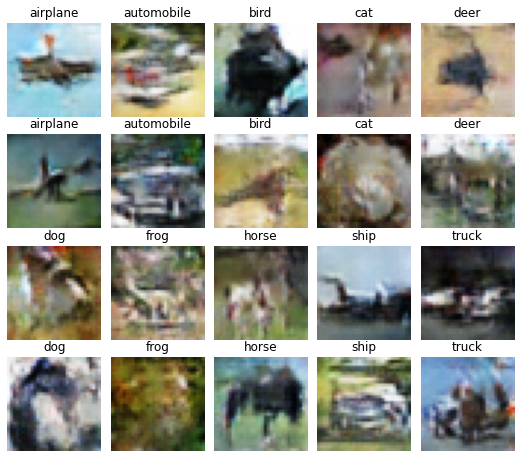 airplane automobile bird cat deer
airplane automobile bird cat deer
dog frog horse ship truck
dog frog horse ship truck